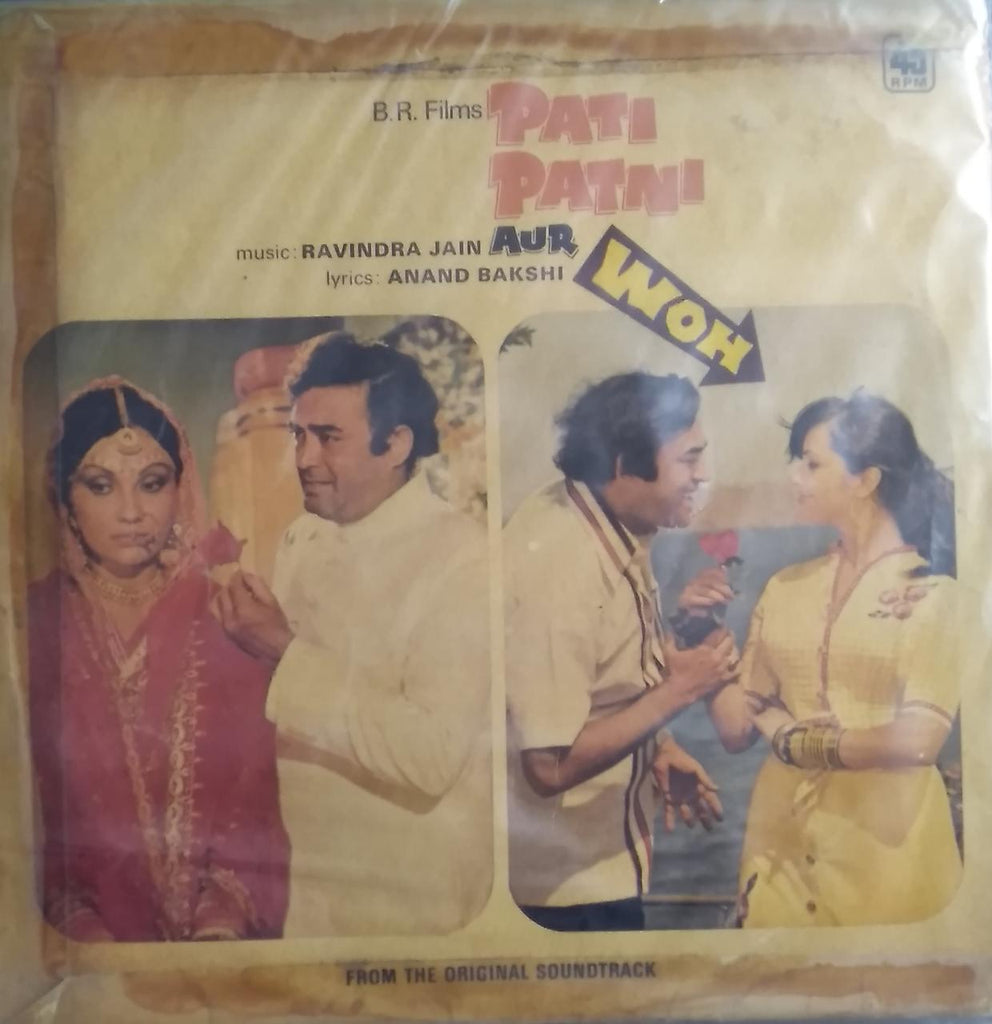 45
RPM
B.R. Films PATI
PATNI
AUR
WOH
music: RAVINDRA JAIN
lyrics: ANAND BAKSHI
FROM THE ORIGINAL SOUNDTRACK